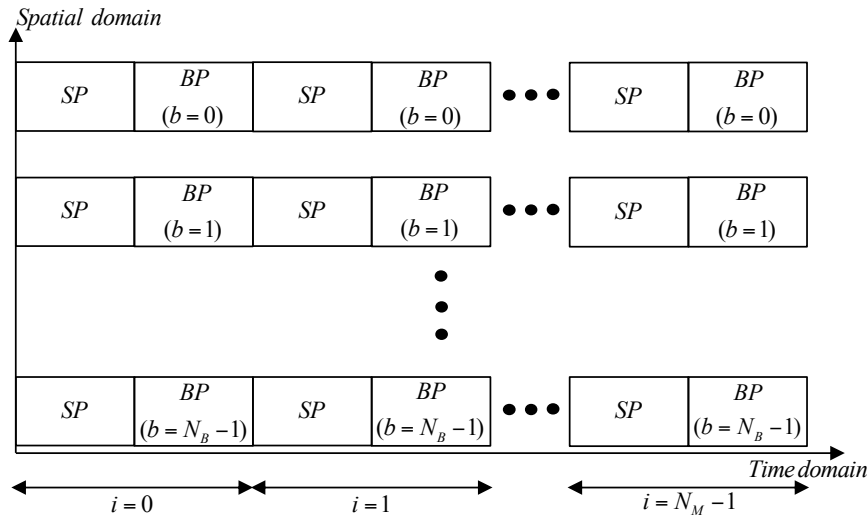 Spatial domain
SP BP SP BP SP BP
(b=0) (b=0) (b=0)
SP BP SP BP SP BP
(b=1) (b=1) (b=1)
SP BP SP BP SP BP
(b=N_B−1) (b=N_B−1) (b=N_B−1)
Time domain
i=0 i=1 i=N_M−1